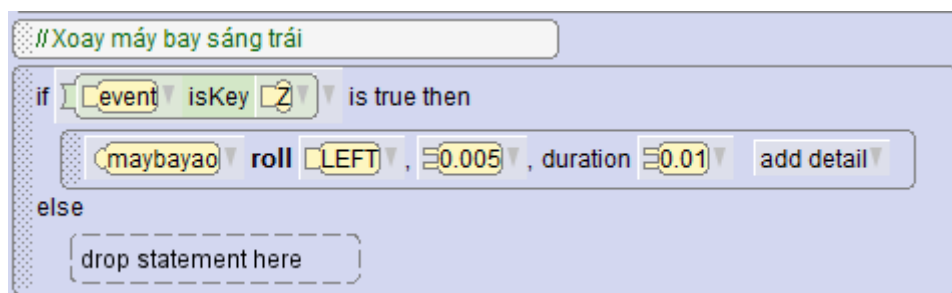 //Xoay máy bay sáng trái
if event isKey Z is true then
maybayao roll LEFT , 0.005 , duration 0.01 add detail
else
drop statement here